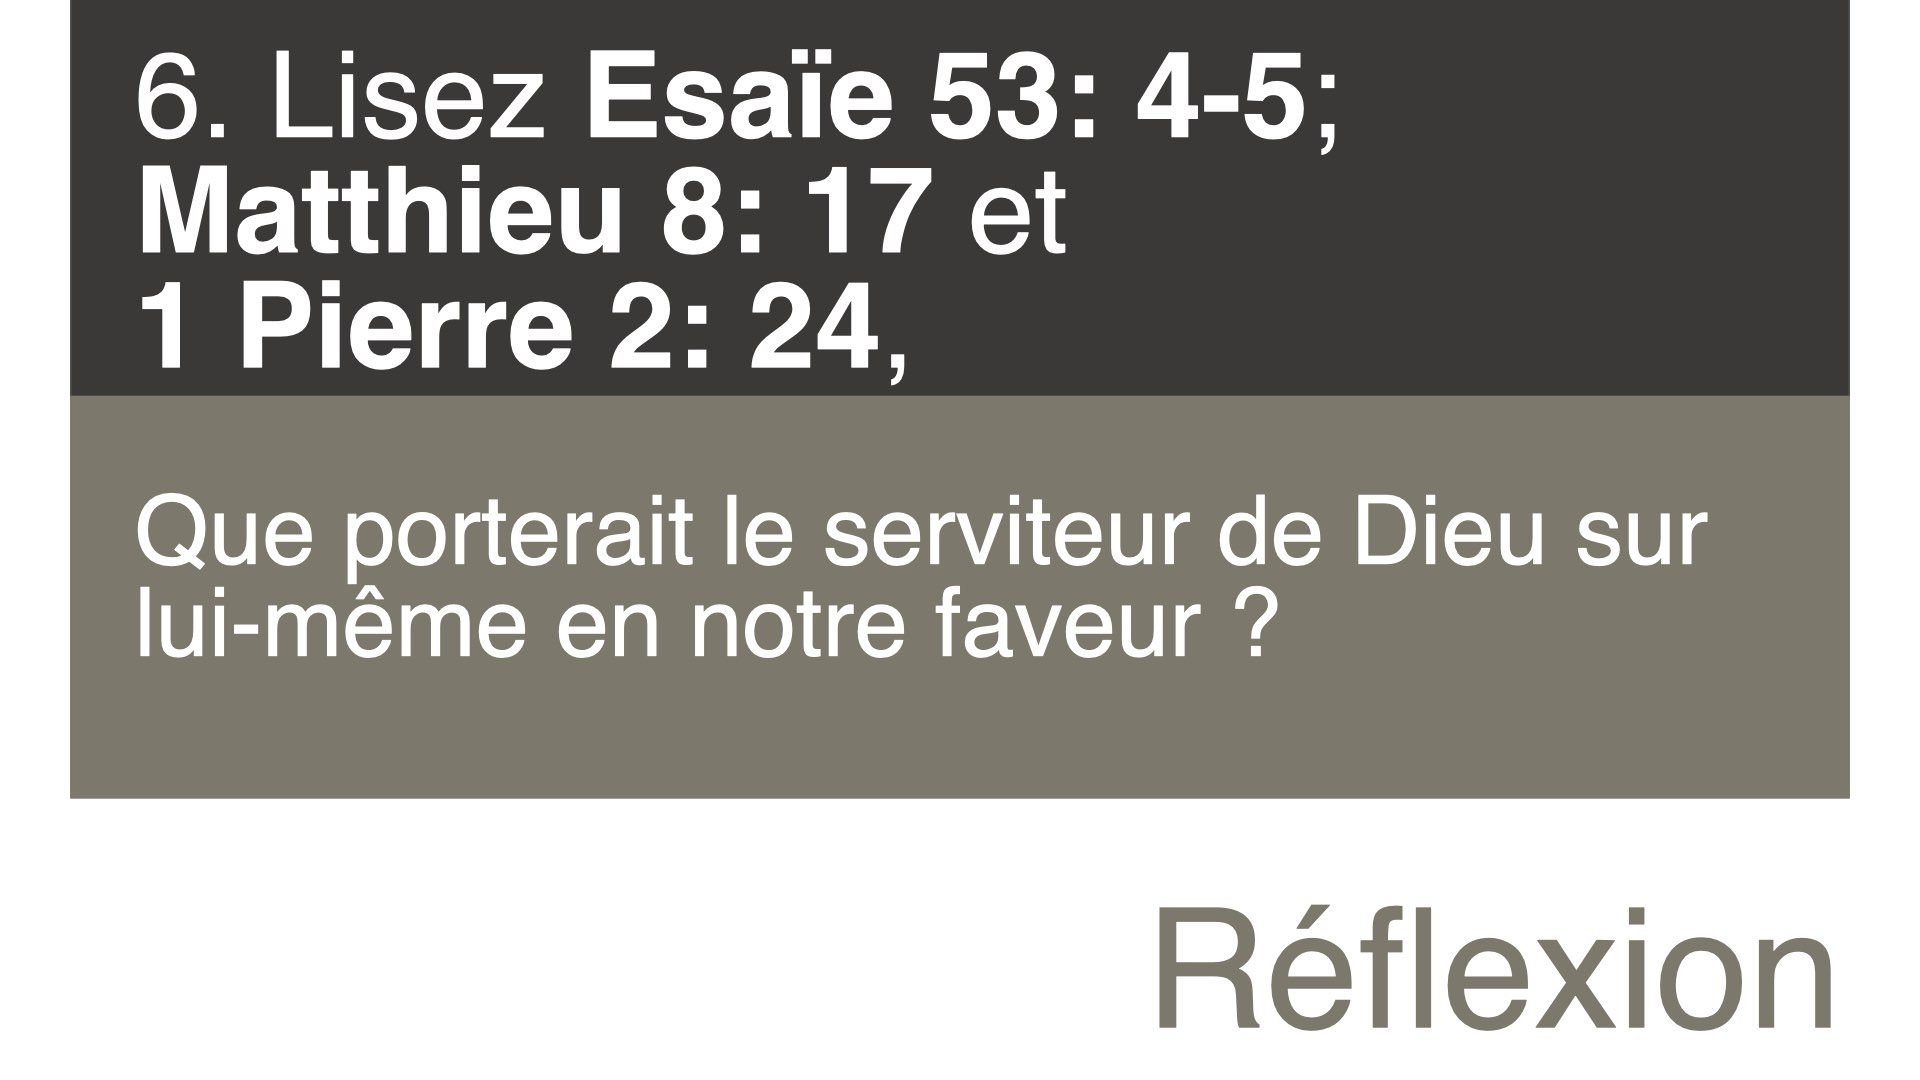 6. Lisez Esaïe 53: 4-5;
Matthieu 8: 17 et
1 Pierre 2: 24,
Que porterait le serviteur de Dieu sur
lui-même en notre faveur ?
Réflexion